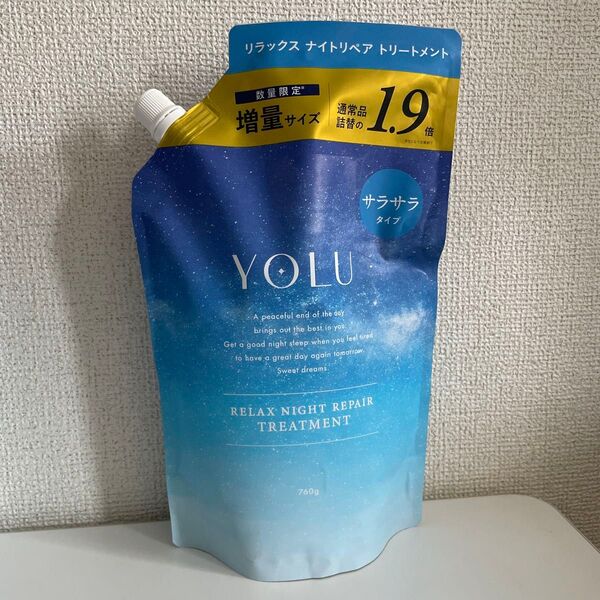 リラックス ナイトリペア トリートメント
数量限定※
増量サイズ
通常品
詰替の
1.9倍
サラサラ
タイプ
YOLU
A peaceful end of the day
brings out the best in you.
Get a good night sleep when you feel tired
to have a great day again tomorrow.
Sweet dreams.
RELAX NIGHT REPAIR
TREATMENT
760g